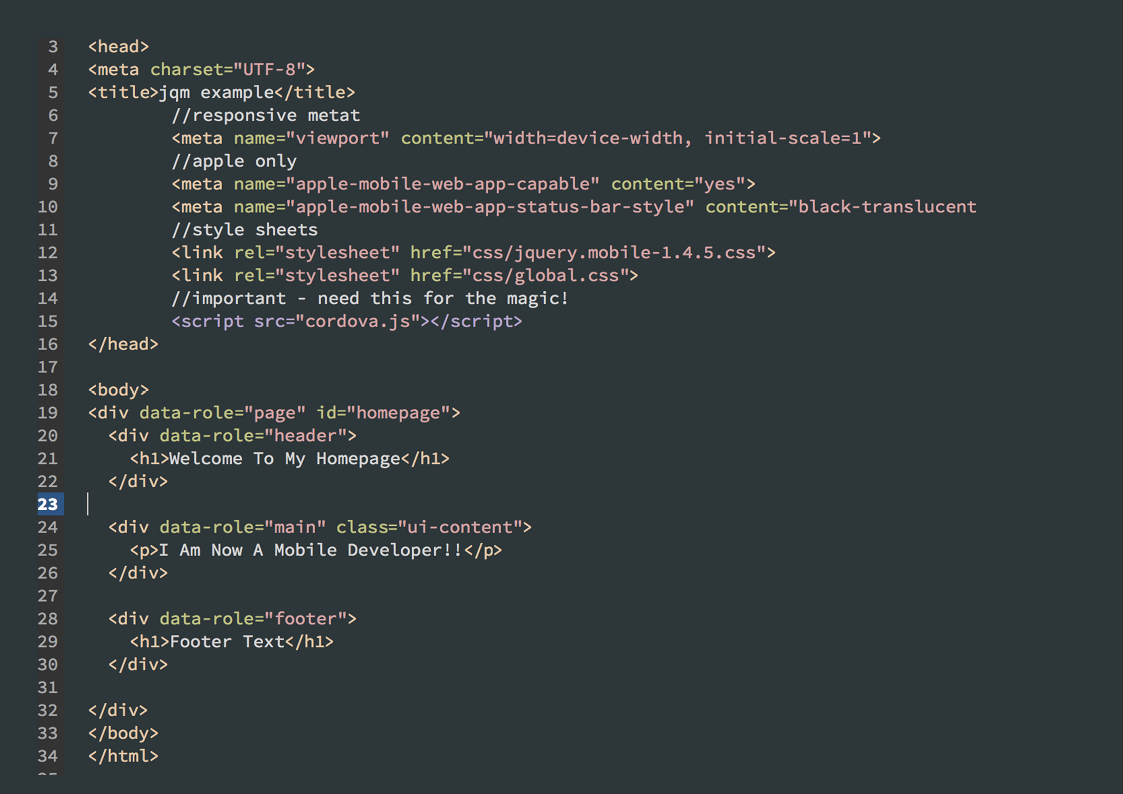 3 <head>
4 <meta charset="UTF-8">
5 <title>jqm example</title>
6 //responsive metat
7 <meta name="viewport" content="width=device-width, initial-scale=1">
8 //apple only
9 <meta name="apple-mobile-web-app-capable" content="yes">
10 <meta name="apple-mobile-web-app-status-bar-style" content="black-translucent
11 //style sheets
12 <link rel="stylesheet" href="css/jquery.mobile-1.4.5.css">
13 <link rel="stylesheet" href="css/global.css">
14 //important - need this for the magic!
15 <script src="cordova.js"></script>
16 </head>
17
18 <body>
19 <div data-role="page" id="homepage">
20 <div data-role="header">
21 <h1>Welcome To My Homepage</h1>
22 </div>
23
24 <div data-role="main" class="ui-content">
25 <p>I Am Now A Mobile Developer!!</p>
26 </div>
27
28 <div data-role="footer">
29 <h1>Footer Text</h1>
30 </div>
31
32 </div>
33 </body>
34 </html>